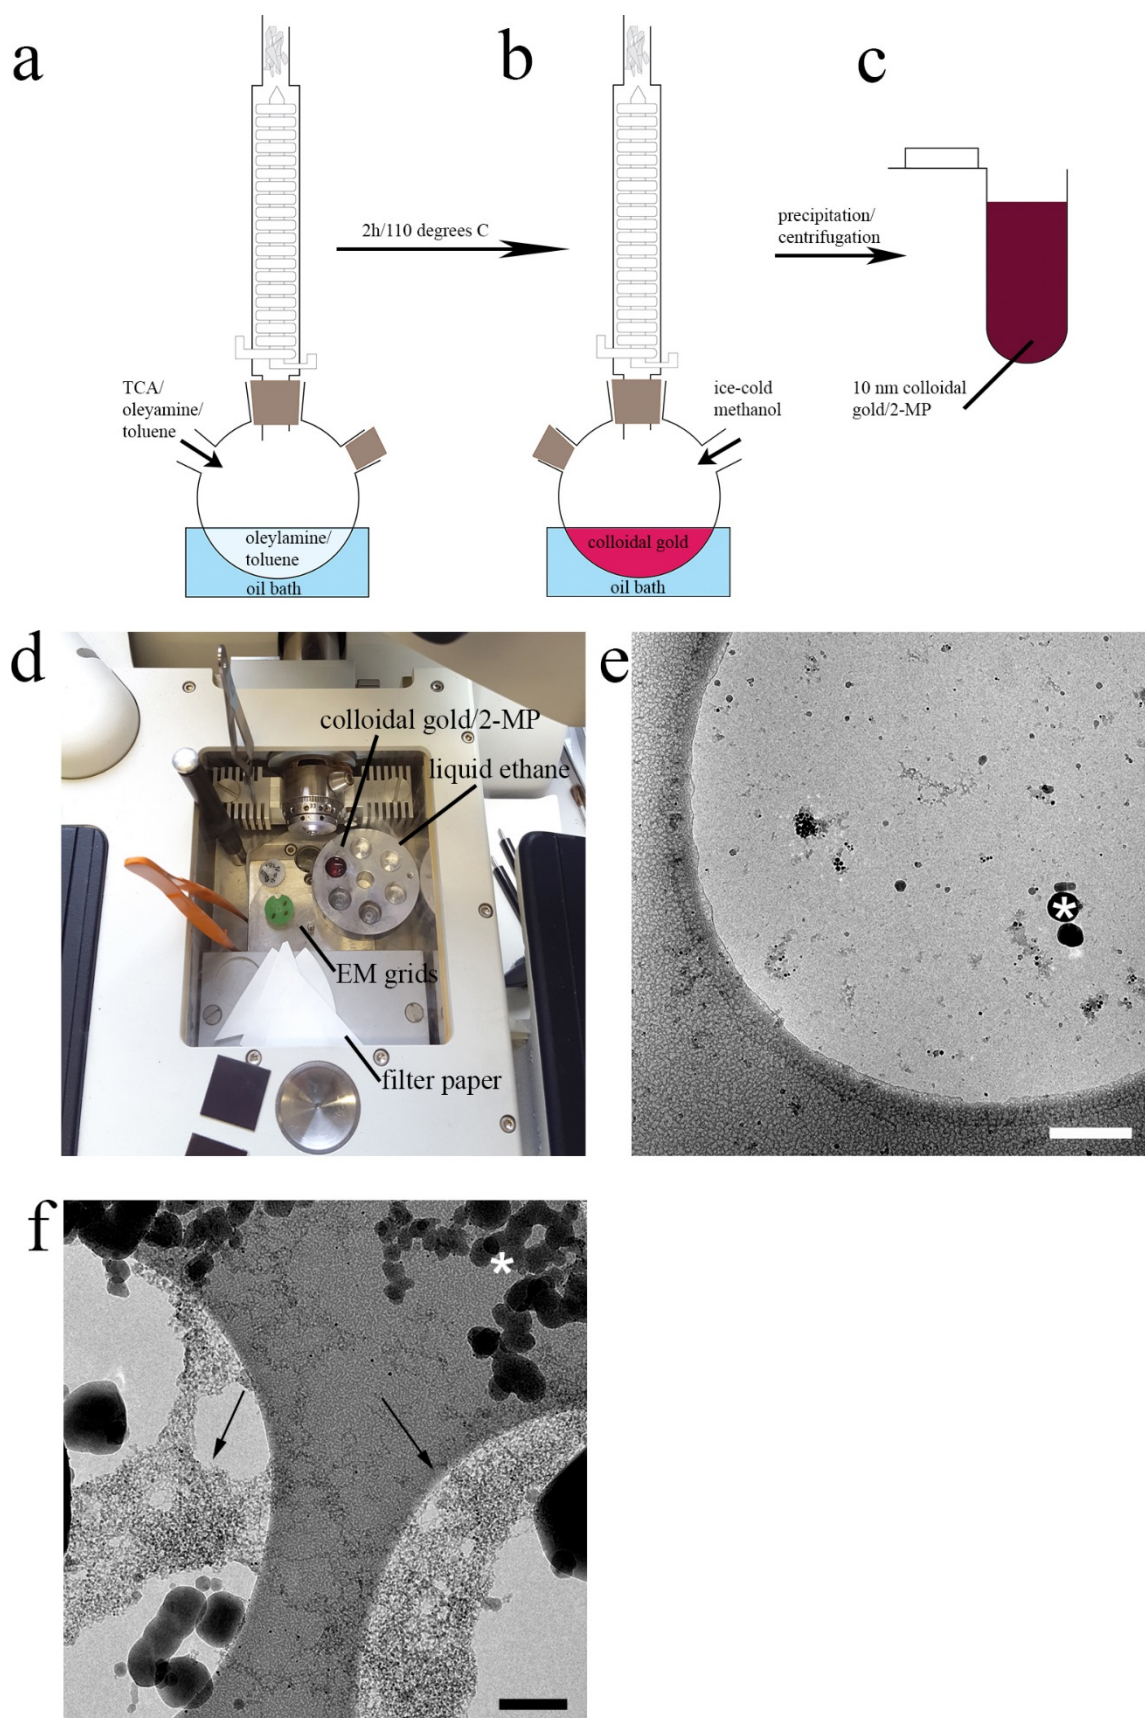 a
b
c
2h/110 degrees C
precipitation/
centrifugation
TCA/
oleyamine/
toluene
ice-cold
methanol
10 nm colloidal
gold/2-MP
oleylamine/
toluene
oil bath
colloidal gold
oil bath
d
colloidal gold/2-MP
liquid ethane
EM grids
filter paper
e
*
f
*